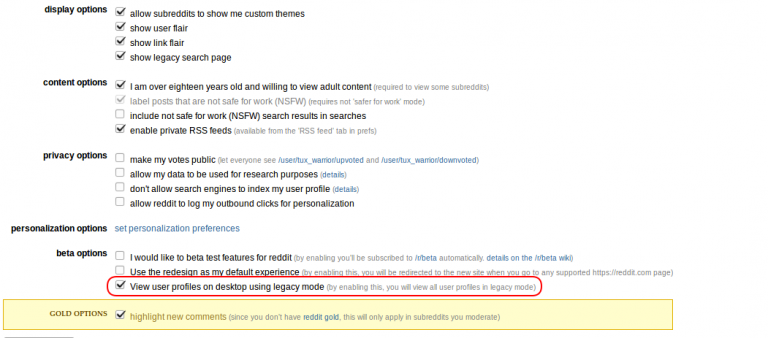 display options allow subreddits to show me custom themes
show user flair
show link flair
show legacy search page
content options I am over eighteen years old and willing to view adult content (required to view some subreddits)
label posts that are not safe for work (NSFW) (requires not 'safer for work' mode)
include not safe for work (NSFW) search results in searches
enable private RSS feeds (available from the 'RSS feed' tab in prefs)
privacy options make my votes public (let everyone see /user/tux_warrior/upvoted and /user/tux_warrior/downvoted)
allow my data to be used for research purposes (details)
don't allow search engines to index my user profile (details)
allow reddit to log my outbound clicks for personalization
personalization options set personalization preferences
beta options I would like to beta test features for reddit (by enabling you'll be subscribed to /r/beta automatically. details on the /r/beta wiki)
Use the redesign as my default experience (by enabling this, you will be redirected to the new site when you go to any supported https://reddit.com page)
View user profiles on desktop using legacy mode (by enabling this, you will view all user profiles in legacy mode)
GOLD OPTIONS highlight new comments (since you don't have reddit gold, this will only apply in subreddits you moderate)